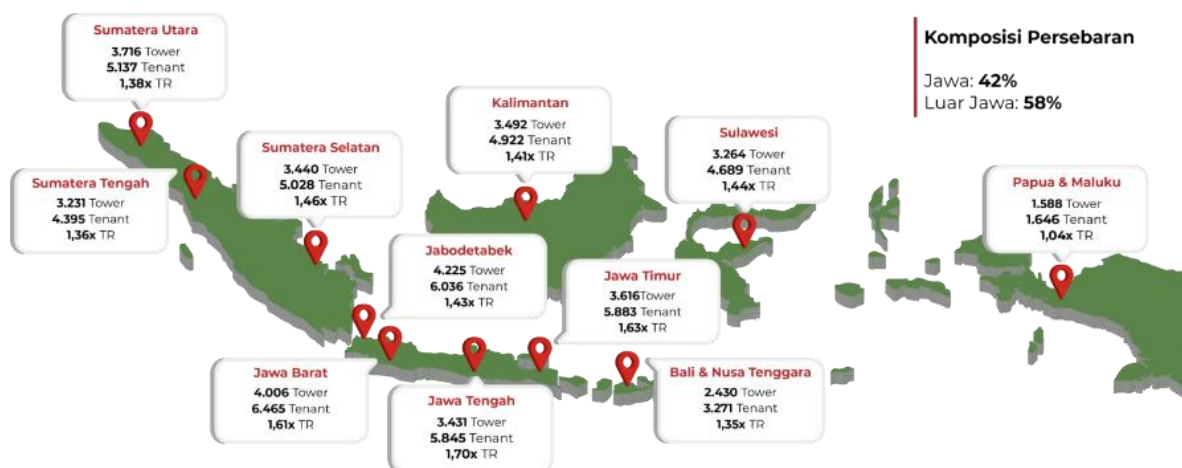 Sumatera Utara
3.716 Tower
5.137 Tenant
1,38x TR
Komposisi Persebaran
Jawa: 42%
Luar Jawa: 58%
Kalimantan
3.492 Tower
4.922 Tenant
1,41x TR
Sulawesi
3.264 Tower
4.689 Tenant
1,44x TR
Sumatera Selatan
3.440 Tower
5.028 Tenant
1,46x TR
Sumatera Tengah
3.231 Tower
4.395 Tenant
1,36x TR
Papua & Maluku
1.588 Tower
1.646 Tenant
1,04x TR
Jabodetabek
4.225 Tower
6.036 Tenant
1,43x TR
Jawa Timur
3.616Tower
5.883 Tenant
1,63x TR
Jawa Barat
4.006 Tower
6.465 Tenant
1,61x TR
Jawa Tengah
3.431 Tower
5.845 Tenant
1,70x TR
Bali & Nusa Tenggara
2.430 Tower
3.271 Tenant
1,35x TR